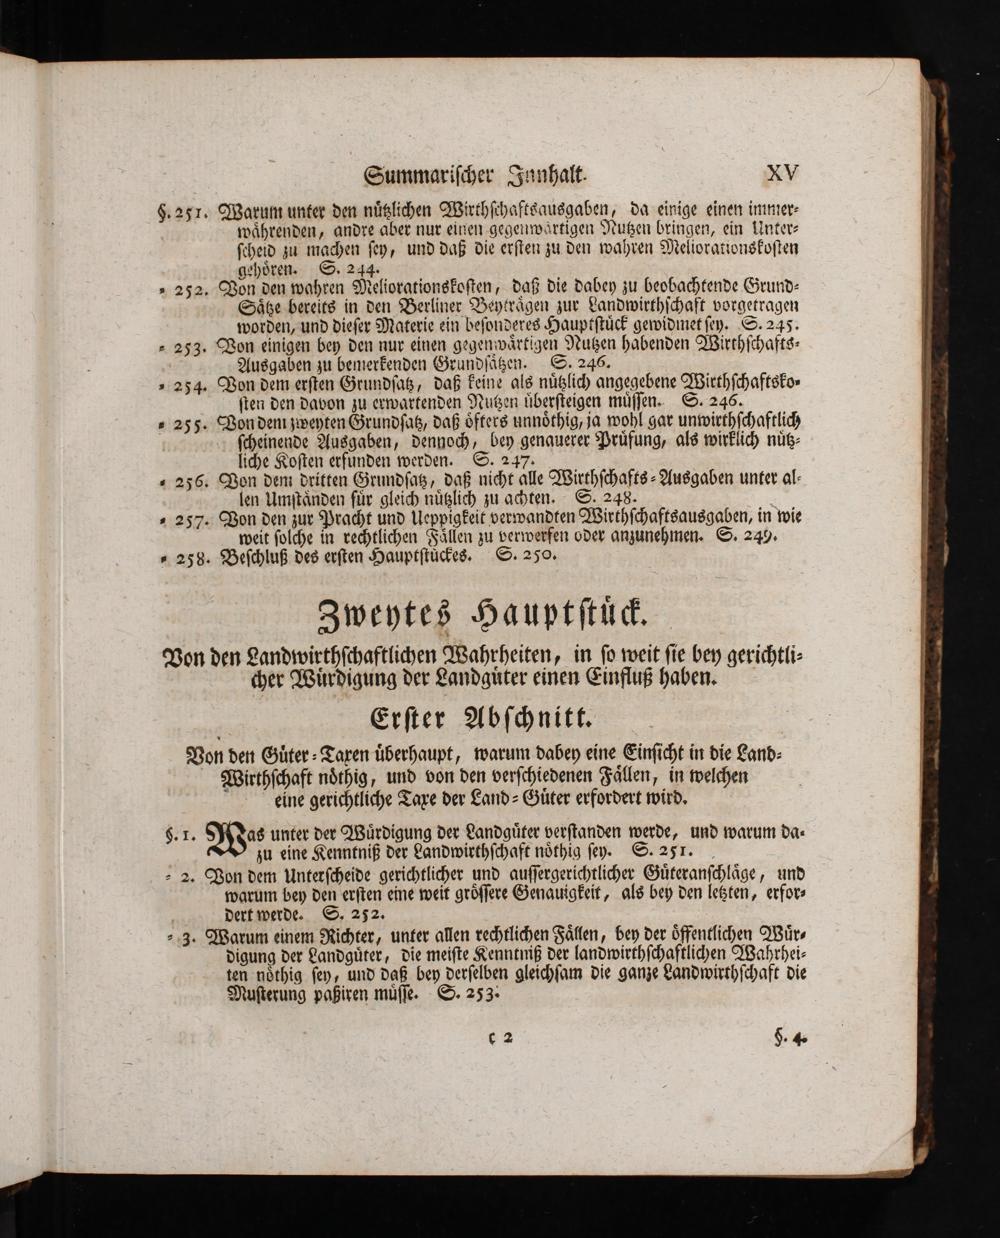 Summarischer Innhalt. XV
§. 251. Warum unter den nützlichen Wirthschaftsausgaben, da einige einen immer-
währenden, andre aber nur einen gegenwärtigen Nutzen bringen, ein Unter-
scheid zu machen sey, und daß die ersten zu den wahren Meliorationskosten
gehören. S. 244.
- 252. Von den wahren Meliorationskosten, daß die dabey zu beobachtende Grund-
Sätze bereits in den Berliner Beyträgen zur Landwirthschaft vorgetragen
worden, und dieser Materie ein besonderes Hauptstück gewidmet sey. S. 245.
- 253. Von einigen bey den nur einen gegenwärtigen Nutzen habenden Wirthschafts-
Ausgaben zu bemerkenden Grundsätzen. S. 246.
- 254. Von dem ersten Grundsatz, daß keine als nützlich angegebene Wirthschaftsko-
sten den davon zu erwartenden Nutzen übersteigen müssen. S. 246.
- 255. Von dem zweyten Grundsatz, daß öfters unnöthig, ja wohl gar unwirthschaftlich
scheinende Ausgaben, dennoch, bey genauerer Prüfung, als wirklich nütz-
liche Kosten erfunden werden. S. 247.
- 256. Von dem dritten Grundsatz, daß nicht alle Wirthschafts-Ausgaben unter al-
len Umständen für gleich nützlich zu achten. S. 248.
- 257. Von den zur Pracht und Ueppigkeit verwandten Wirthschaftsausgaben, in wie
weit solche in rechtlichen Fällen zu verwerfen oder anzunehmen. S. 249.
- 258. Beschluß des ersten Hauptstückes. S. 250.
Zweytes Hauptstück.
Von den Landwirthschaftlichen Wahrheiten, in so weit sie bey gerichtli-
cher Würdigung der Landgüter einen Einfluß haben.
Erster Abschnitt.
Von den Güter-Taxen überhaupt, warum dabey eine Einsicht in die Land-
Wirthschaft nöthig, und von den verschiedenen Fällen, in welchen
eine gerichtliche Taxe der Land-Güter erfordert wird.
§. 1. Was unter der Würdigung der Landgüter verstanden werde, und warum da-
zu eine Kenntniß der Landwirthschaft nöthig sey. S. 251.
- 2. Von dem Unterscheide gerichtlicher und aussergerichtlicher Güteranschläge, und
warum bey den ersten eine weit grössere Genauigkeit, als bey den letzten, erfor-
dert werde. S. 252.
- 3. Warum einem Richter, unter allen rechtlichen Fällen, bey der öffentlichen Wür-
digung der Landgüter, die meiste Kenntniß der landwirthschaftlichen Wahrhei-
ten nöthig sey, und daß bey derselben gleichsam die ganze Landwirthschaft die
Musterung paßiren müsse. S. 253.
c 2 §. 4.